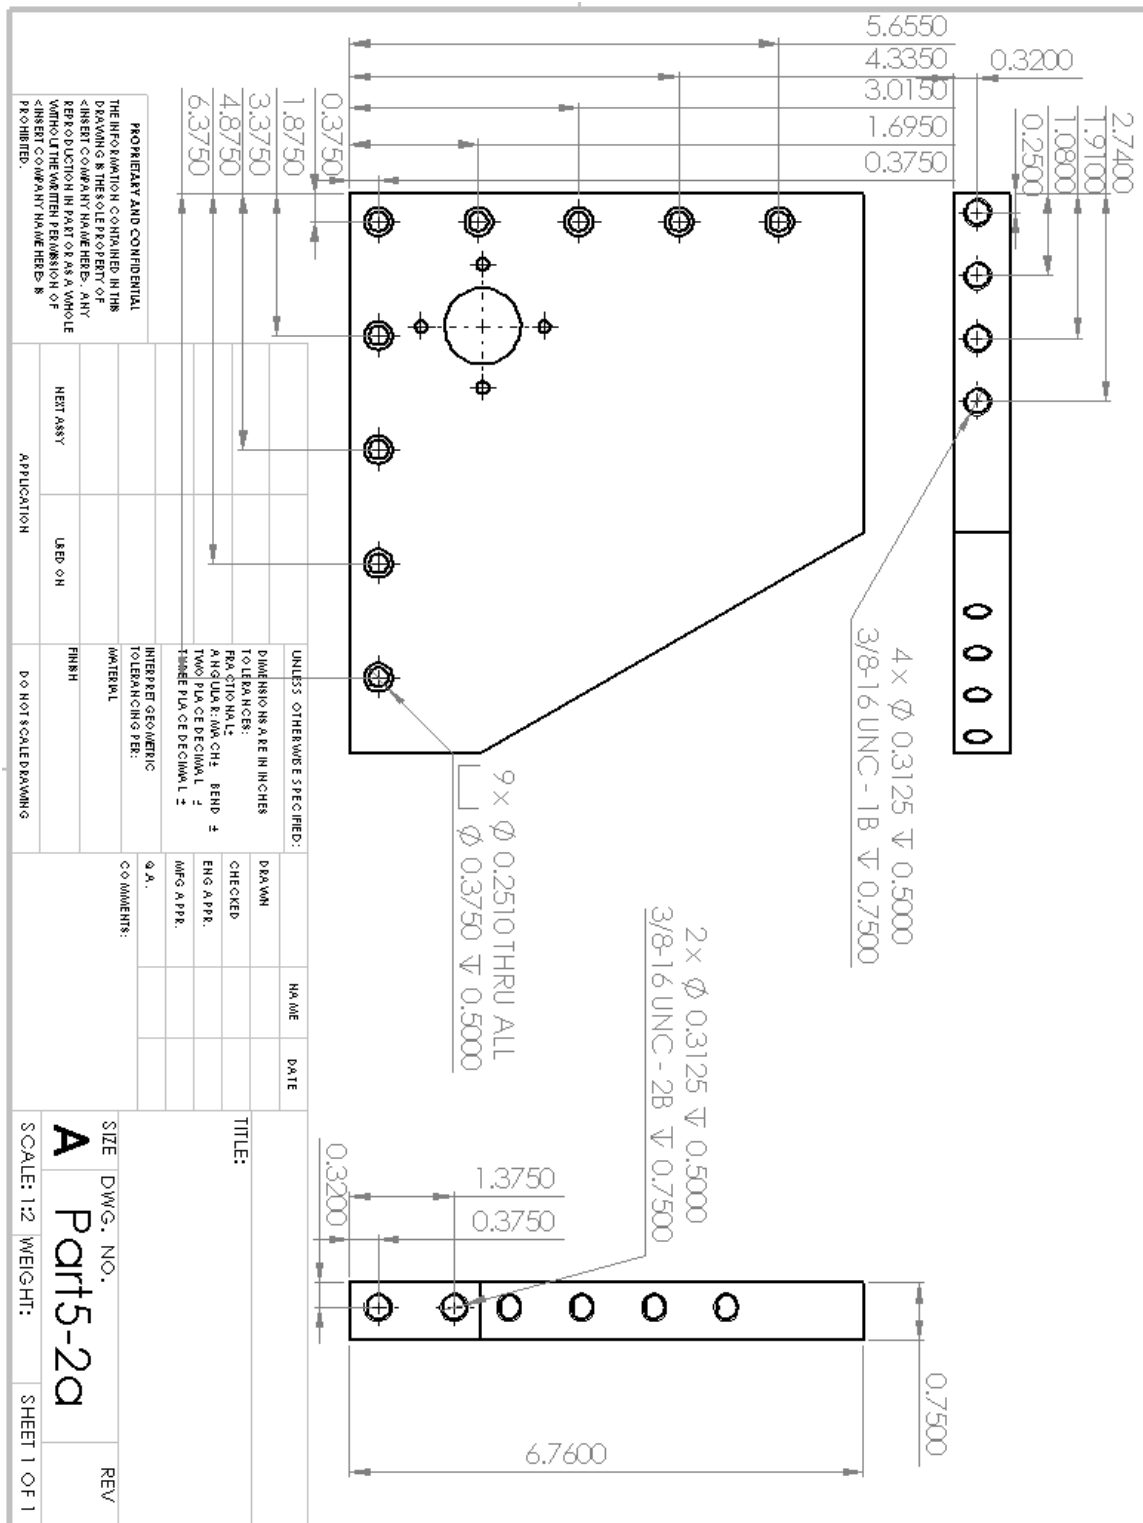 5.6550
4.3350
3.0150
1.6950
0.3750
0.3200
2.7400
1.9100
1.0800
0.2500
0.3750
1.8750
3.3750
4.8750
6.3750
4 × Ø 0.3125 ↧ 0.5000
3/8-16 UNC - 1B ↧ 0.7500
9 × Ø 0.2510 THRU ALL
⌴ Ø 0.3750 ↧ 0.5000
2 × Ø 0.3125 ↧ 0.5000
3/8-16 UNC - 2B ↧ 0.7500
1.3750
0.3750
0.3200
0.7500
6.7600
PROPRIETARY AND CONFIDENTIAL
THE INFORMATION CONTAINED IN THIS
DRAWING IS THE SOLE PROPERTY OF
<INSERT COMPANY NAME HERE>. ANY
REPRODUCTION IN PART OR AS A WHOLE
WITHOUT THE WRITTEN PERMISSION OF
<INSERT COMPANY NAME HERE> IS
PROHIBITED.
NEXT ASSY
USED ON
APPLICATION
UNLESS OTHERWISE SPECIFIED:
DIMENSIONS ARE IN INCHES
TOLERANCES:
FRACTIONAL±
ANGULAR: MACH± BEND ±
TWO PLACE DECIMAL ±
THREE PLACE DECIMAL ±
INTERPRET GEOMETRIC
TOLERANCING PER:
MATERIAL
FINISH
DO NOT SCALE DRAWING
NAME
DATE
DRAWN
CHECKED
ENG APPR.
MFG APPR.
Q.A.
COMMENTS:
TITLE:
SIZE
DWG. NO.
REV
A
Part5-2a
SCALE: 1:2
WEIGHT:
SHEET 1 OF 1